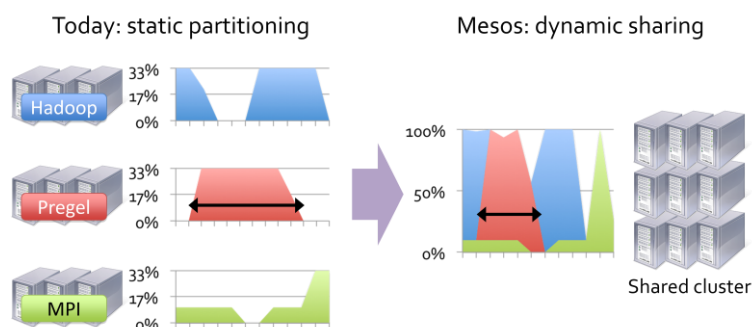 Today: static partitioning
Mesos: dynamic sharing
33%
17%
0%
Hadoop
33%
17%
0%
Pregel
33%
17%
0%
MPI
100%
50%
0%
Shared cluster